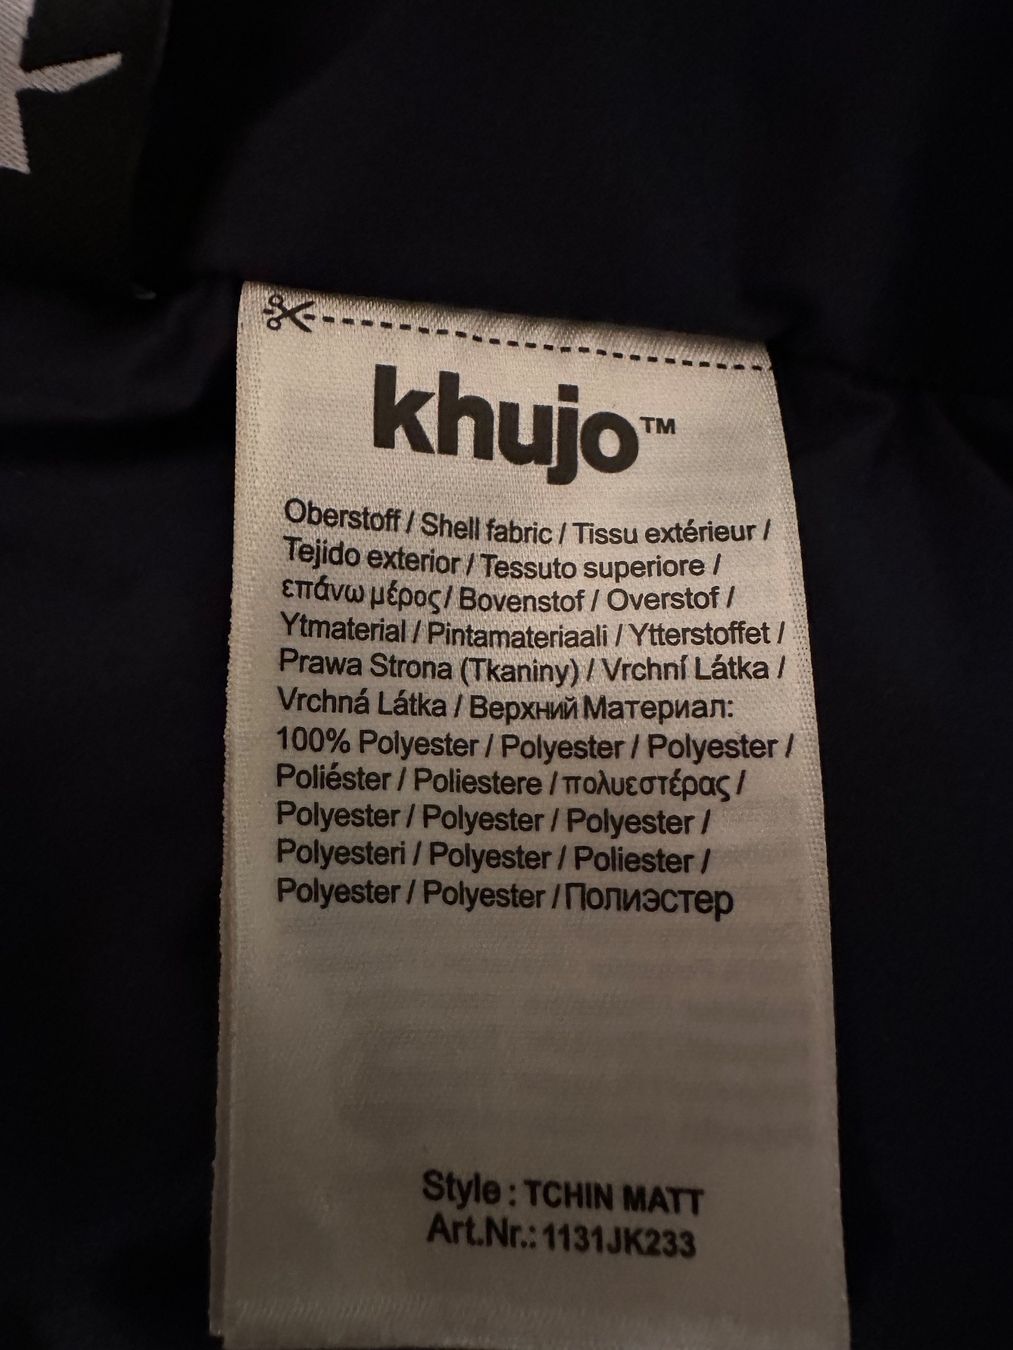 khujo™
Oberstoff / Shell fabric / Tissu extérieur /
Tejido exterior / Tessuto superiore /
επάνω μέρος / Bovenstof / Overstof /
Ytmaterial / Pintamateriaali / Ytterstoffet /
Prawa Strona (Tkaniny) / Vrchní Látka /
Vrchná Látka / Верхний Материал:
100% Polyester / Polyester / Polyester /
Poliéster / Poliestere / πολυεστέρας /
Polyester / Polyester / Polyester /
Polyesteri / Polyester / Poliester /
Polyester / Polyester / Полиэстер
Style : TCHIN MATT
Art.Nr.: 1131JK233